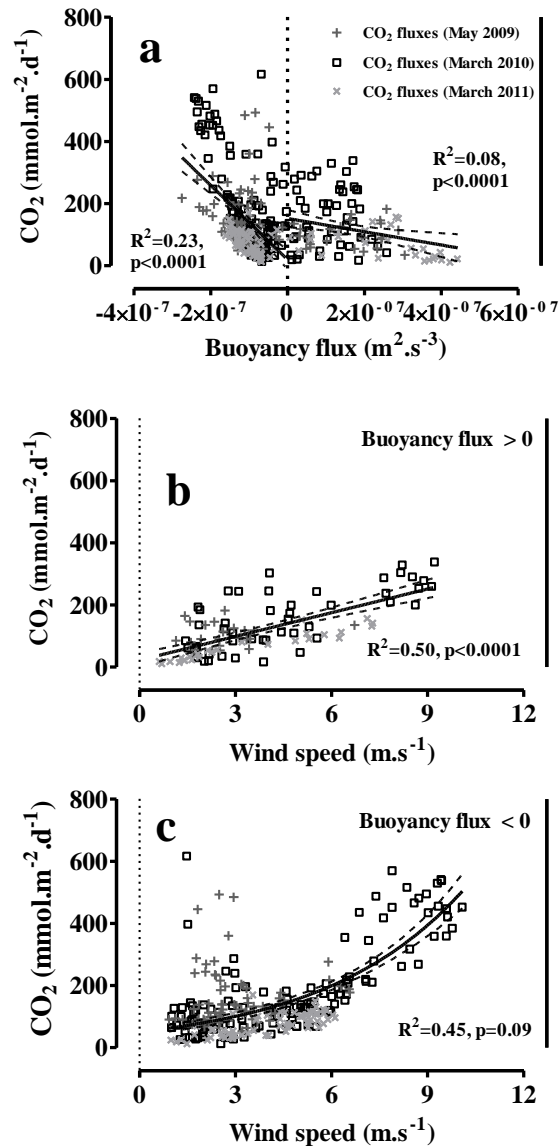 a
CO₂ fluxes (May 2009)
CO₂ fluxes (March 2010)
CO₂ fluxes (March 2011)
800
600
400
200
0
CO₂ (mmol.m⁻².d⁻¹)
R²=0.08,
p<0.0001
R²=0.23,
p<0.0001
-4×10⁻⁷ -2×10⁻⁷ 0 2×10⁻⁰⁷ 4×10⁻⁰⁷ 6×10⁻⁰⁷
Buoyancy flux (m².s⁻³)
b
Buoyancy flux > 0
800
600
400
200
0
CO₂ (mmol.m⁻².d⁻¹)
R²=0.50, p<0.0001
0 3 6 9 12
Wind speed (m.s⁻¹)
c
Buoyancy flux < 0
800
600
400
200
0
CO₂ (mmol.m⁻².d⁻¹)
R²=0.45, p=0.09
0 3 6 9 12
Wind speed (m.s⁻¹)